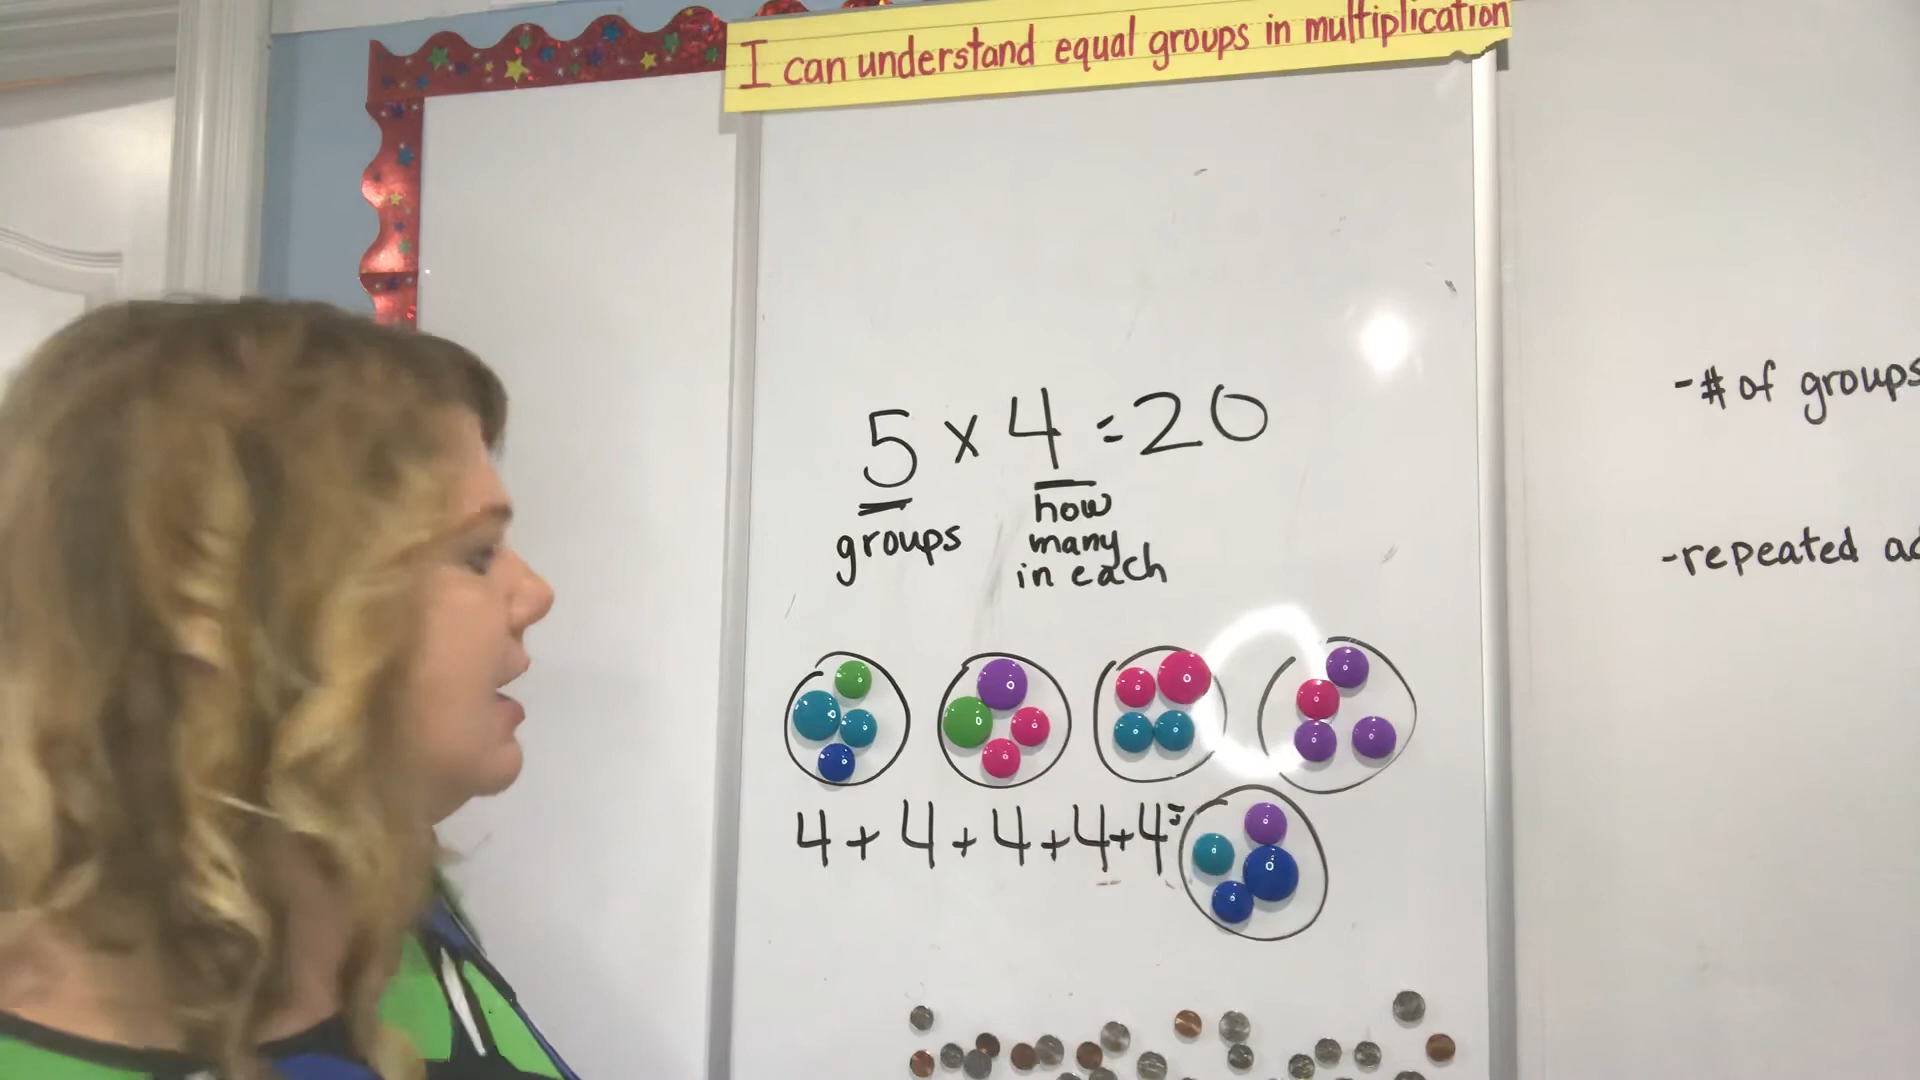 I can understand equal groups in multiplication
5 x 4 = 20
groups
how
many
in each
4 + 4 + 4 + 4 + 4 =
- # of groups
- repeated